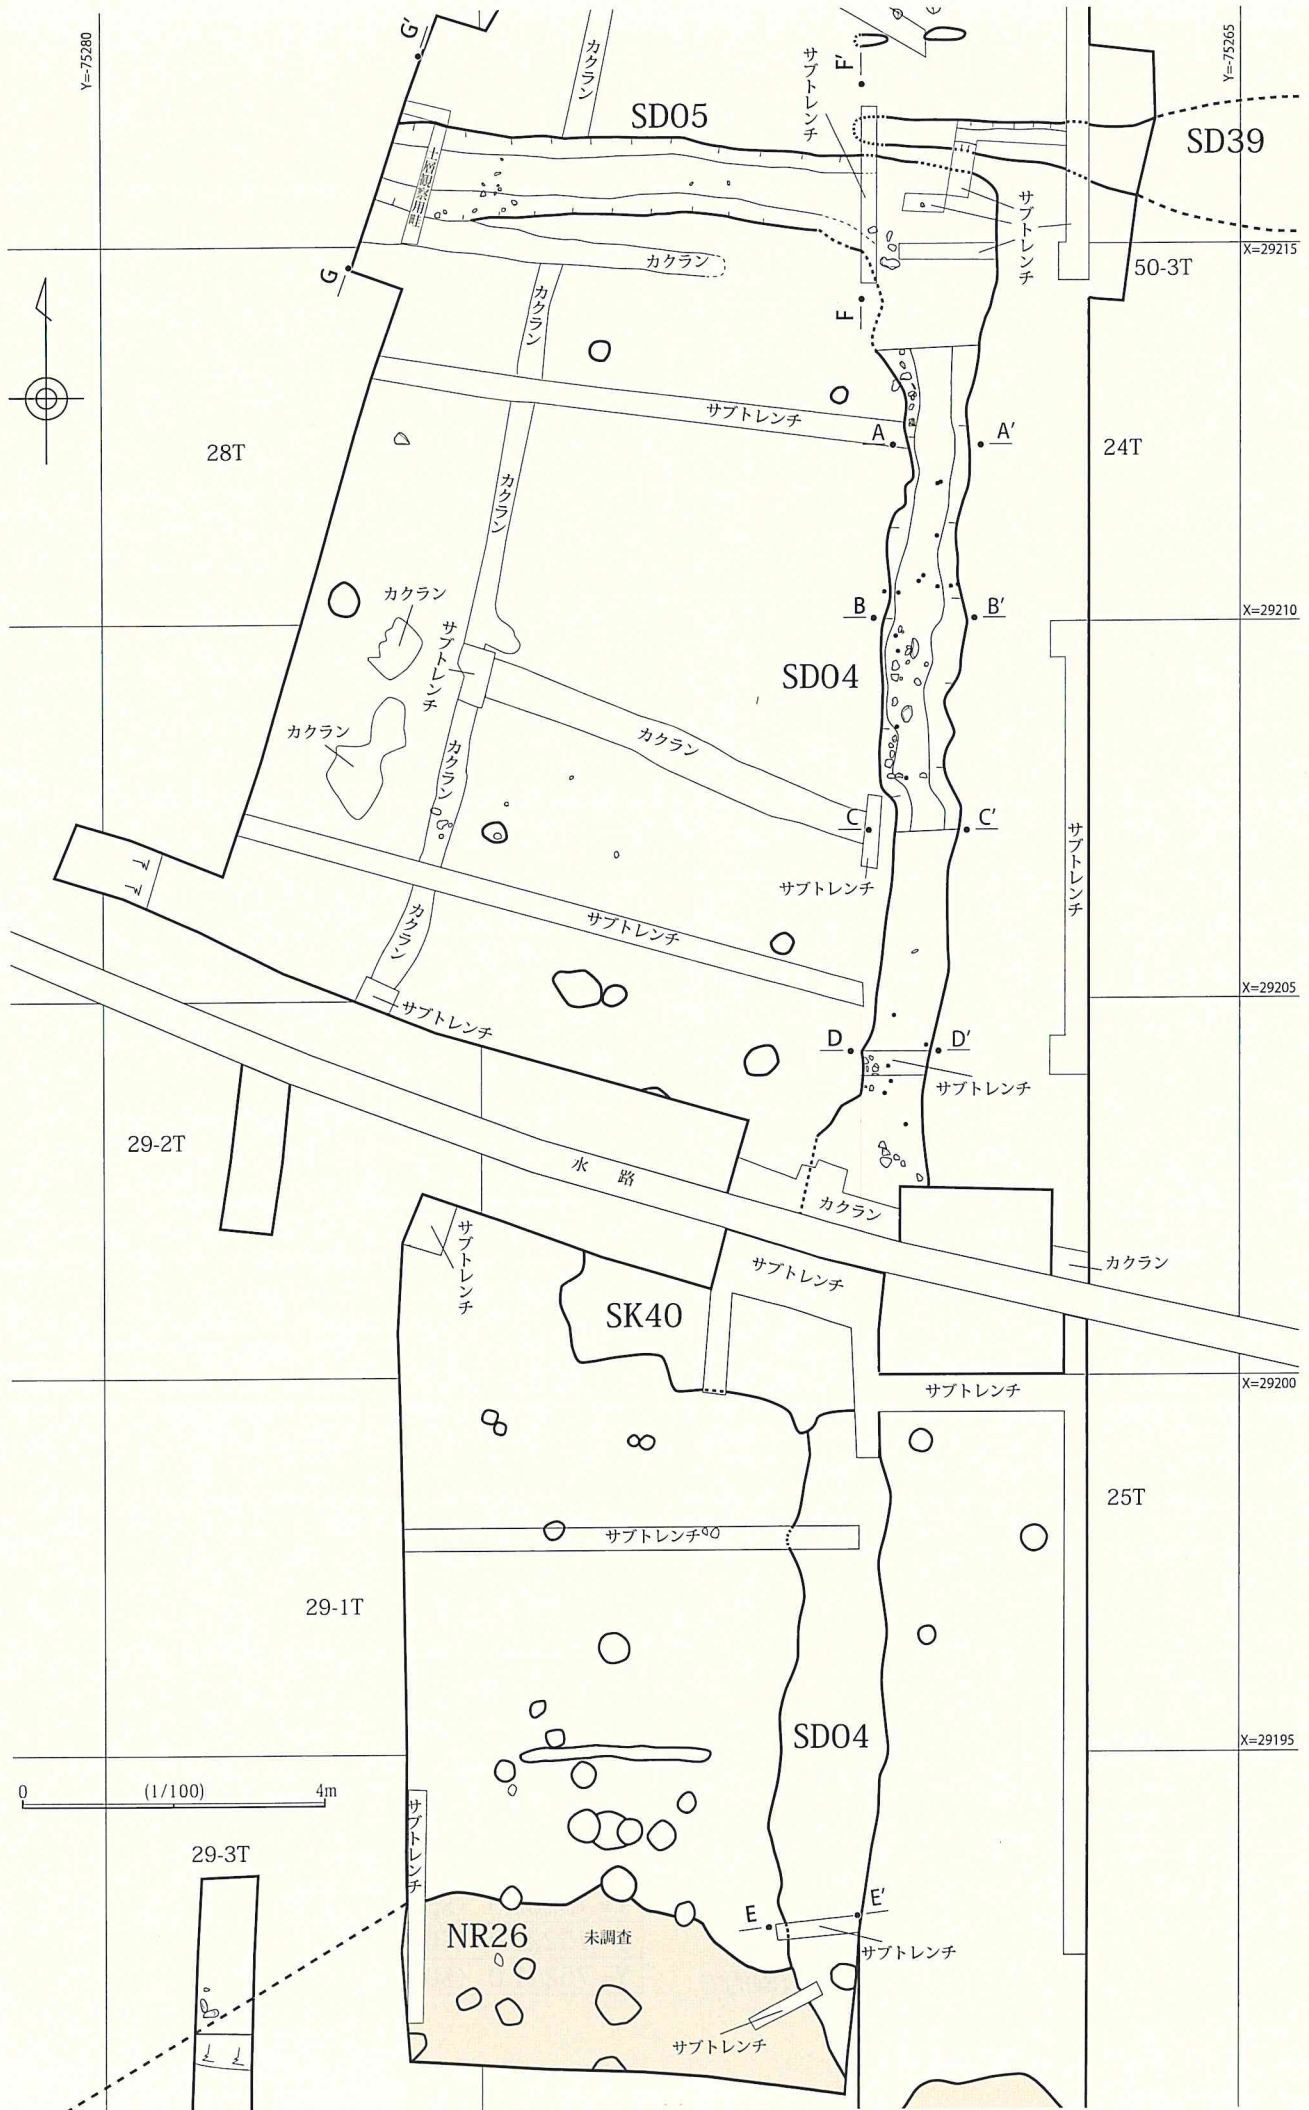 Y=-75280
G'
カクラン
サブトレンチ
F'
Y=-75265
SD05
SD39
土層観察用畦
サブトレンチ
カクラン
X=29215
50-3T
G
カクラン
F
サブトレンチ
A
A'
28T
24T
カクラン
カクラン
B
B'
X=29210
サブトレンチ
SD04
カクラン
カクラン
カクラン
C
C'
サブトレンチ
サブトレンチ
カクラン
サブトレンチ
X=29205
サブトレンチ
D
D'
サブトレンチ
29-2T
水路
カクラン
サブトレンチ
サブトレンチ
カクラン
SK40
X=29200
サブトレンチ
25T
サブトレンチ
29-1T
SD04
X=29195
0 (1/100) 4m
サブトレンチ
29-3T
E
E'
NR26
未調査
サブトレンチ
サブトレンチ